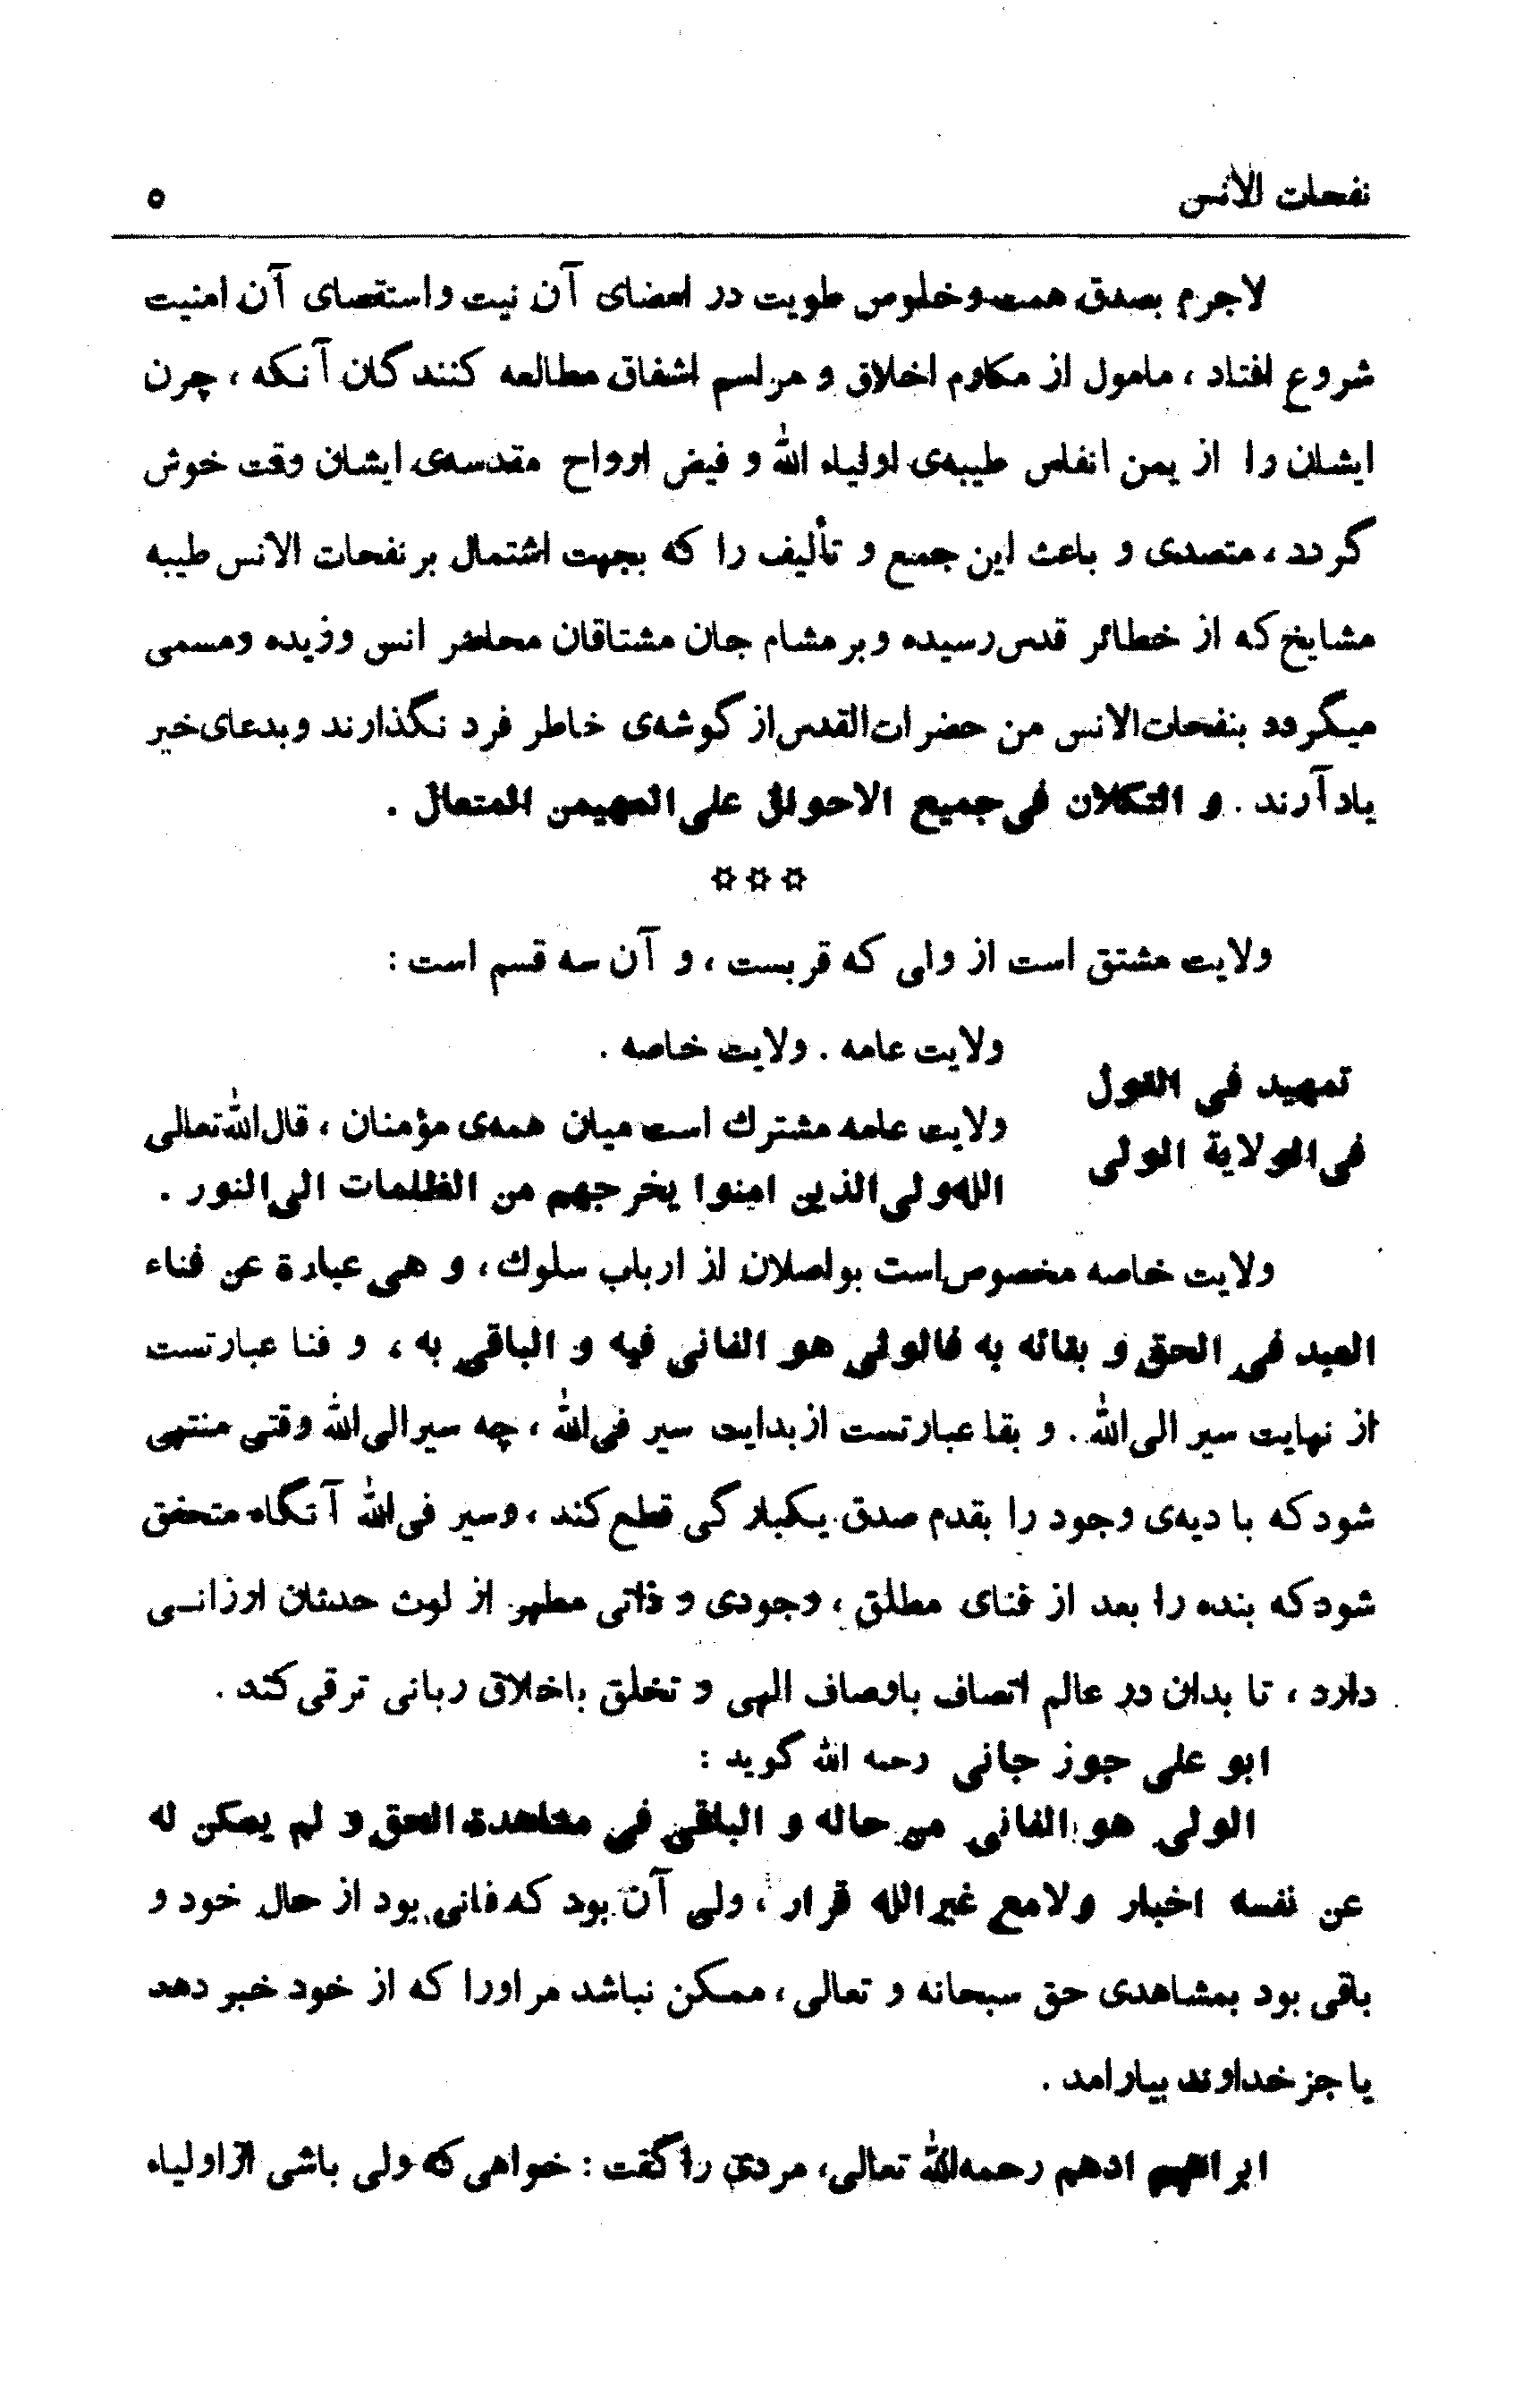 نفحات الانس ٥
لاجرم بصدق همت وخلوص طویت در امضای آن نیت واستقصای آن امنیت
شروع افتاد ، مامول از مکارم اخلاق و مراسم اشفاق مطالعه کنندگان آنکه ، چون
ایشان را از یمن انفاس طیبه‌ی اولیاء الله و فیض ارواح مقدسه‌ی ایشان وقت خوش
گردد ، متصدی و باعث این جمع و تألیف را که بجهت اشتمال بر نفحات الانس طیبه
مشایخ که از خطائر قدس رسیده وبر مشام جان مشتاقان محاضر انس وزیده ومسمی
میگردد بنفحات‌الانس من حضرات‌القدس از گوشه‌ی خاطر فرد نگذارند وبدعای خیر
یاد آرند . و التکلان فی جمیع الاحوال علی المهیمن المتعال .
☼ ☼ ☼
ولایت مشتق است از ولی که قربست ، و آن سه قسم است :
ولایت عامه . ولایت خاصه .
تمهید فی القول
فی الولایة الولی
ولایت عامه مشترك است میان همه‌ی مؤمنان ، قال الله تعالی
الله ولی الذین امنوا یخرجهم من الظلمات الی النور .
ولایت خاصه مخصوص است بواصلان از ارباب سلوك ، و هی عبارة عن فناء
العبد فی الحق و بقائه به فالولی هو الفانی فیه و الباقی به ، و فنا عبارتست
از نهایت سیر الی الله . و بقا عبارتست از بدایت سیر فی الله ، چه سیر الی الله وقتی منتهی
شود که بادیه‌ی وجود را بقدم صدق یکبارگی قطع کند ، وسیر فی الله آنگاه متحقق
شود که بنده را بعد از فنای مطلق ، وجودی و ذاتی مطهر از لوث حدثان ارزانی
دارد ، تا بدان در عالم اتصاف باوصاف الهی و تخلق باخلاق ربانی ترقی کند .
ابو علی جوزجانی رحمه الله گوید :
الولی هو الفانی من حاله و الباقی فی مشاهدة الحق و لم یمکن له
عن نفسه اخبار ولامع غیر الله قرار ، ولی آن بود که فانی بود از حال خود و
باقی بود بمشاهدی حق سبحانه و تعالی ، ممکن نباشد مر اورا که از خود خبر دهد
یا جز خداوند بیارامد .
ابراهیم ادهم رحمه الله تعالی، مردی را گفت : خواهی که ولی باشی از اولیاء